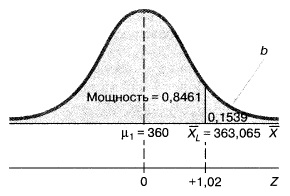 b
Мощность = 0,8461
0,1539
μ₁ = 360
X̅L = 363,065
X̅
0
+1,02
Z